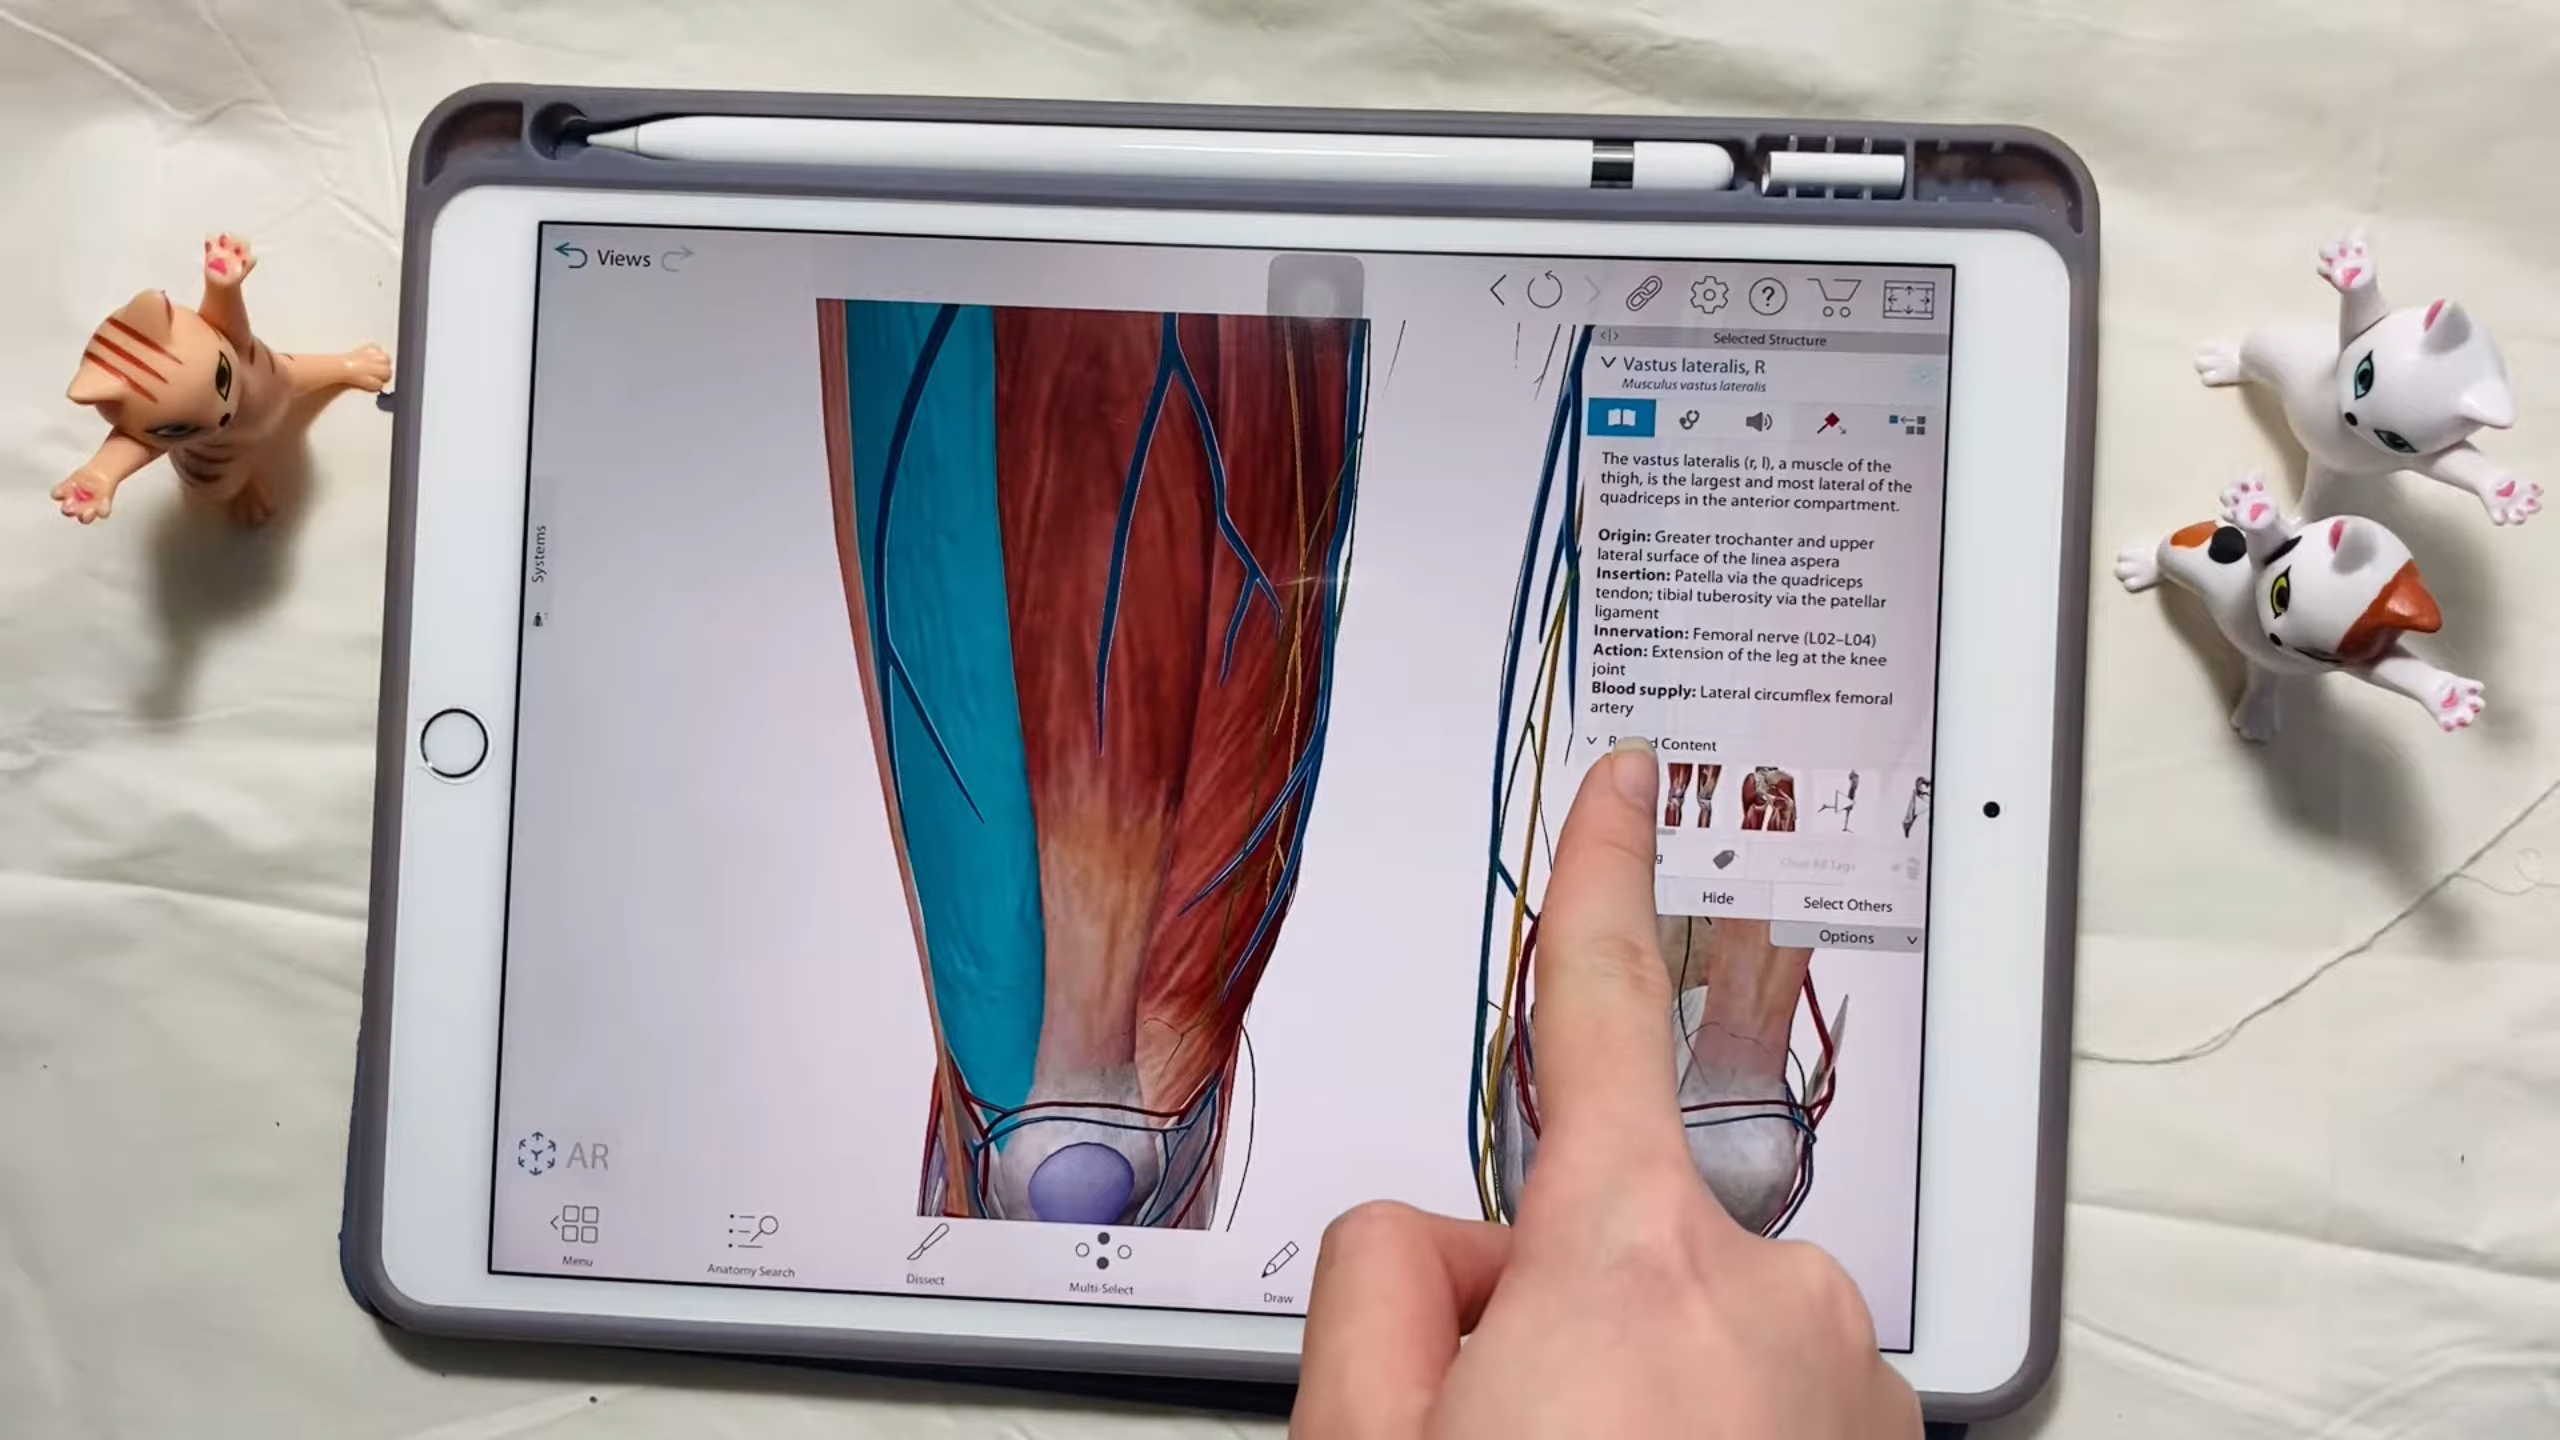 Views
Systems
Selected Structure
Vastus lateralis, R
Musculus vastus lateralis
The vastus lateralis (r, l), a muscle of the
thigh, is the largest and most lateral of the
quadriceps in the anterior compartment.
Origin: Greater trochanter and upper
lateral surface of the linea aspera
Insertion: Patella via the quadriceps
tendon; tibial tuberosity via the patellar
ligament
Innervation: Femoral nerve (L02–L04)
Action: Extension of the leg at the knee
joint
Blood supply: Lateral circumflex femoral
artery
Content
Clear All Tags
Hide
Select Others
Options
AR
Menu
Anatomy Search
Dissect
Multi-Select
Draw